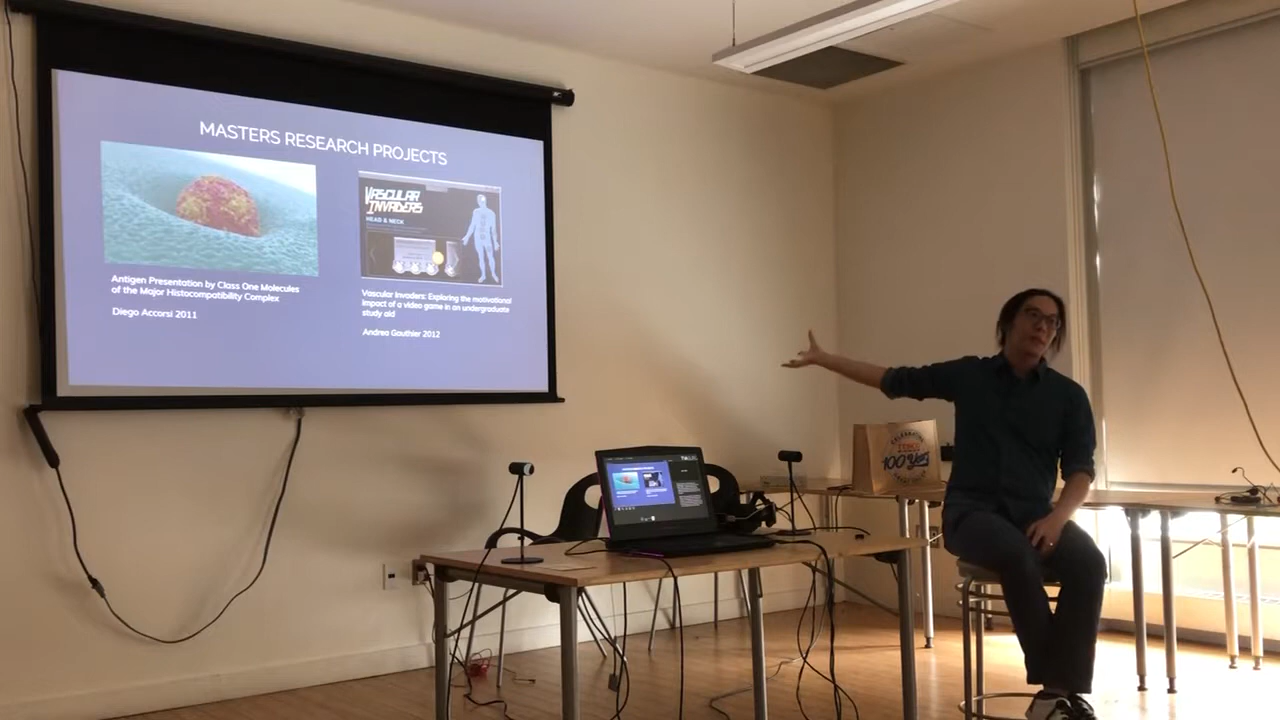 MASTERS RESEARCH PROJECTS
VASCULAR
INVADERS
HEAD & NECK
Antigen Presentation by Class One Molecules
of the Major Histocompatibility Complex
Diego Accorsi 2011
Vascular Invaders: Exploring the motivational
impact of a video game in an undergraduate
study aid
Andrea Gauthier 2012
CELEBRATING
100